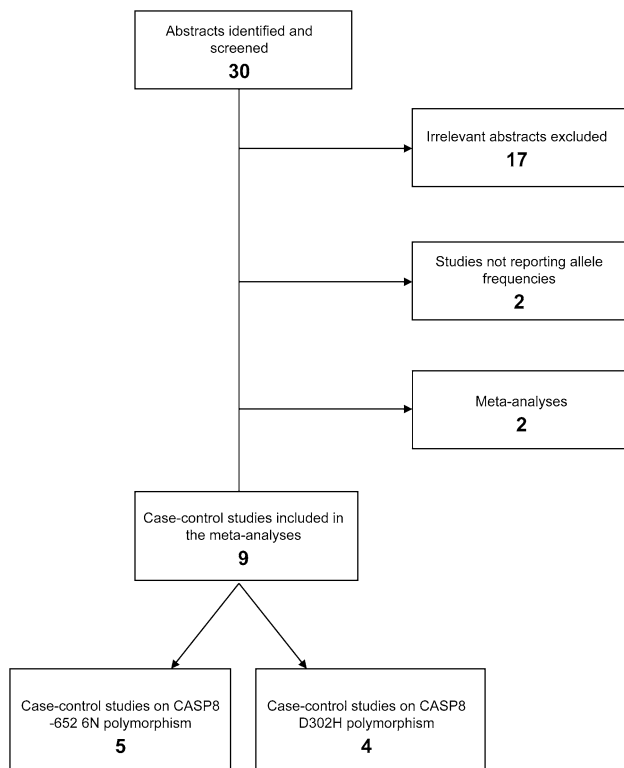 Abstracts identified and
screened
30
Irrelevant abstracts excluded
17
Studies not reporting allele
frequencies
2
Meta-analyses
2
Case-control studies included in
the meta-analyses
9
Case-control studies on CASP8
-652 6N polymorphism
5
Case-control studies on CASP8
D302H polymorphism
4